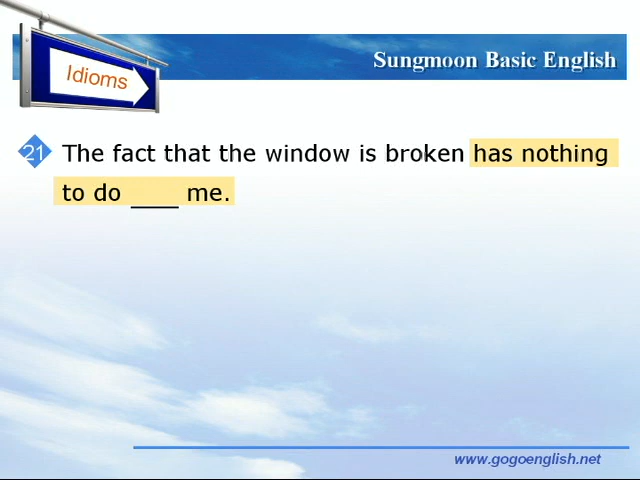 Idioms
Sungmoon Basic English
21 The fact that the window is broken has nothing
to do ____ me.
www.gogoenglish.net